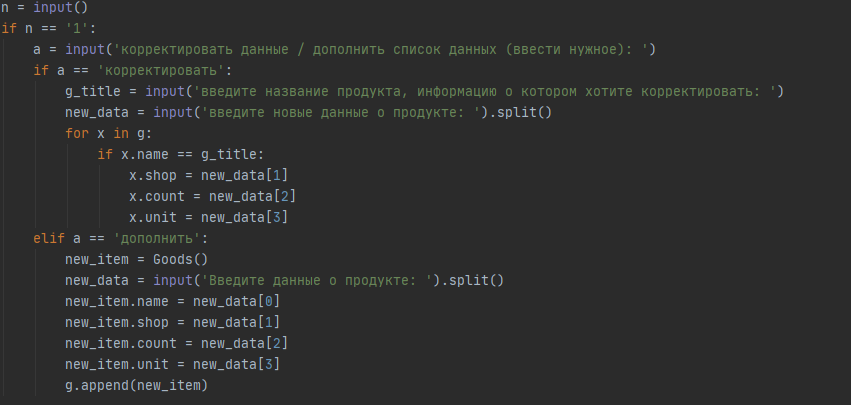 n = input()
if n == '1':
    a = input('корректировать данные / дополнить список данных (ввести нужное): ')
    if a == 'корректировать':
        g_title = input('введите название продукта, информацию о котором хотите корректировать: ')
        new_data = input('введите новые данные о продукте: ').split()
        for x in g:
            if x.name == g_title:
                x.shop = new_data[1]
                x.count = new_data[2]
                x.unit = new_data[3]
    elif a == 'дополнить':
        new_item = Goods()
        new_data = input('Введите данные о продукте: ').split()
        new_item.name = new_data[0]
        new_item.shop = new_data[1]
        new_item.count = new_data[2]
        new_item.unit = new_data[3]
        g.append(new_item)